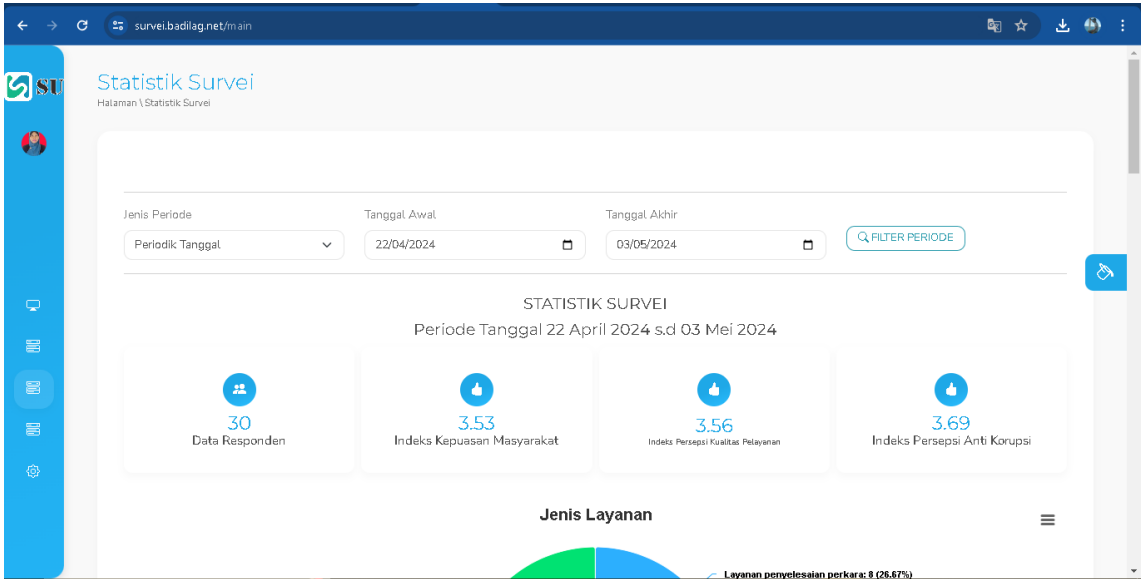 survei.badilag.net/main
SU
Statistik Survei
Halaman \ Statistik Survei
Jenis Periode
Tanggal Awal
Tanggal Akhir
Periodik Tanggal
22/04/2024
03/05/2024
FILTER PERIODE
STATISTIK SURVEI
Periode Tanggal 22 April 2024 s.d 03 Mei 2024
30
Data Responden
3.53
Indeks Kepuasan Masyarakat
3.56
Indeks Persepsi Kualitas Pelayanan
3.69
Indeks Persepsi Anti Korupsi
Jenis Layanan
Layanan penyelesaian perkara: 8 (26.67%)